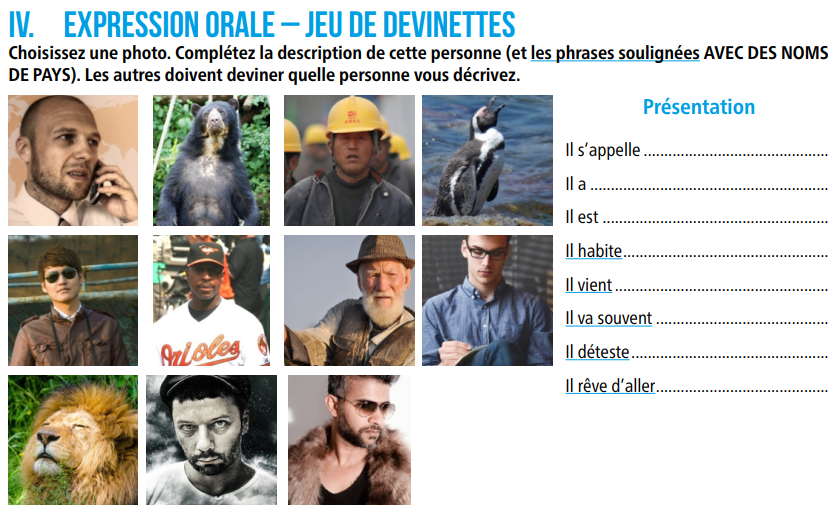 IV. EXPRESSION ORALE – JEU DE DEVINETTES
Choisissez une photo. Complétez la description de cette personne (et les phrases soulignées AVEC DES NOMS
DE PAYS). Les autres doivent deviner quelle personne vous décrivez.
Présentation
Il s'appelle ..............................................
Il a ...........................................................
Il est ........................................................
Il habite...................................................
Il vient .....................................................
Il va souvent ...........................................
Il déteste.................................................
Il rêve d'aller...........................................
Orioles